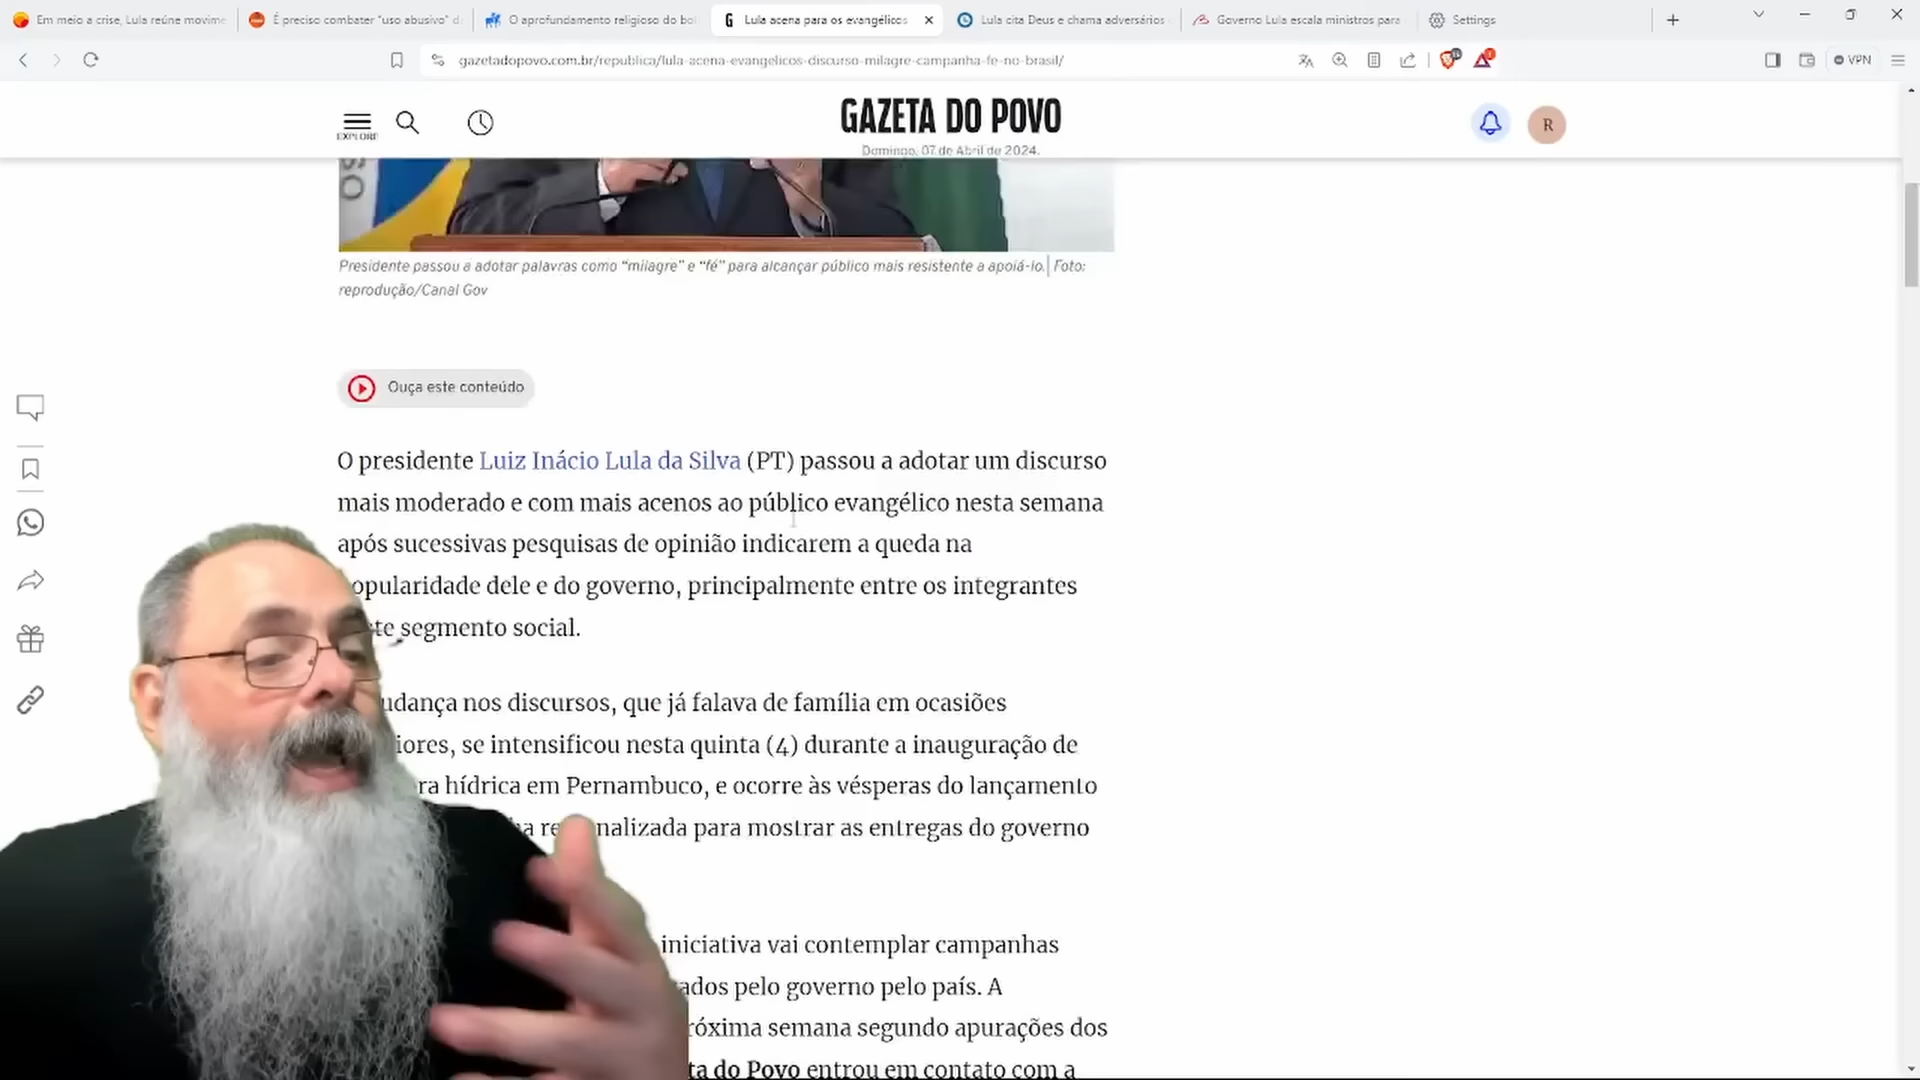 Em meio a crise, Lula reúne movime
É preciso combater "uso abusivo" d
O aprofundamento religioso do bol
Lula acena para os evangélicos
Lula cita Deus e chama adversários
Governo Lula escala ministros para
Settings
gazetadopovo.com.br/republica/lula-acena-evangelicos-discurso-milagre-campanha-fe-no-brasil/
VPN
EXPLORE
GAZETA DO POVO
Domingo, 07 de Abril de 2024.
R
Presidente passou a adotar palavras como "milagre" e "fé" para alcançar público mais resistente a apoiá-lo. | Foto:
reprodução/Canal Gov
Ouça este conteúdo
O presidente Luiz Inácio Lula da Silva (PT) passou a adotar um discurso
mais moderado e com mais acenos ao público evangélico nesta semana
após sucessivas pesquisas de opinião indicarem a queda na
opularidade dele e do governo, principalmente entre os integrantes
te segmento social.
udança nos discursos, que já falava de família em ocasiões
iores, se intensificou nesta quinta (4) durante a inauguração de
ra hídrica em Pernambuco, e ocorre às vésperas do lançamento
nalizada para mostrar as entregas do governo
iniciativa vai contemplar campanhas
ados pelo governo pelo país. A
róxima semana segundo apurações dos
ta do Povo entrou em contato com a